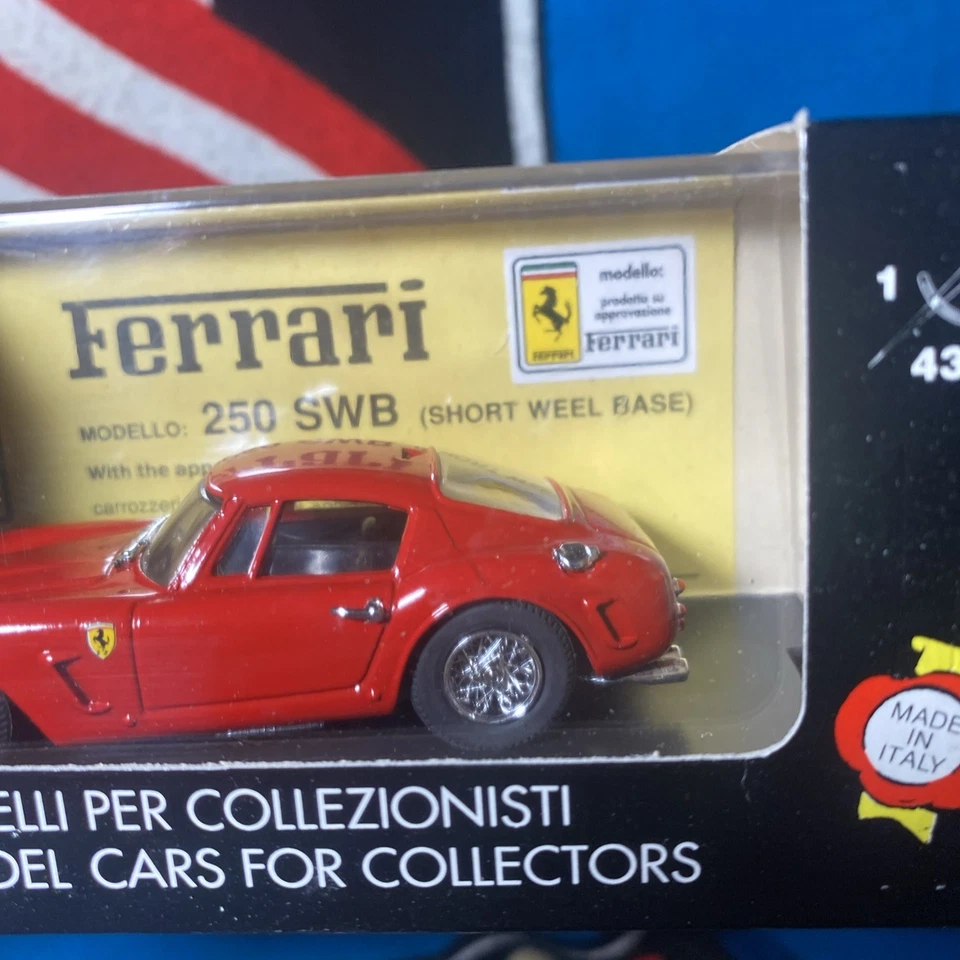 Ferrari
modello:
prodotto su
approvazione
Ferrari
FERRARI
MODELLO: 250 SWB (SHORT WEEL BASE)
With the app
carrozzeri
1
43
MADE
IN
ITALY
ELLI PER COLLEZIONISTI
DEL CARS FOR COLLECTORS